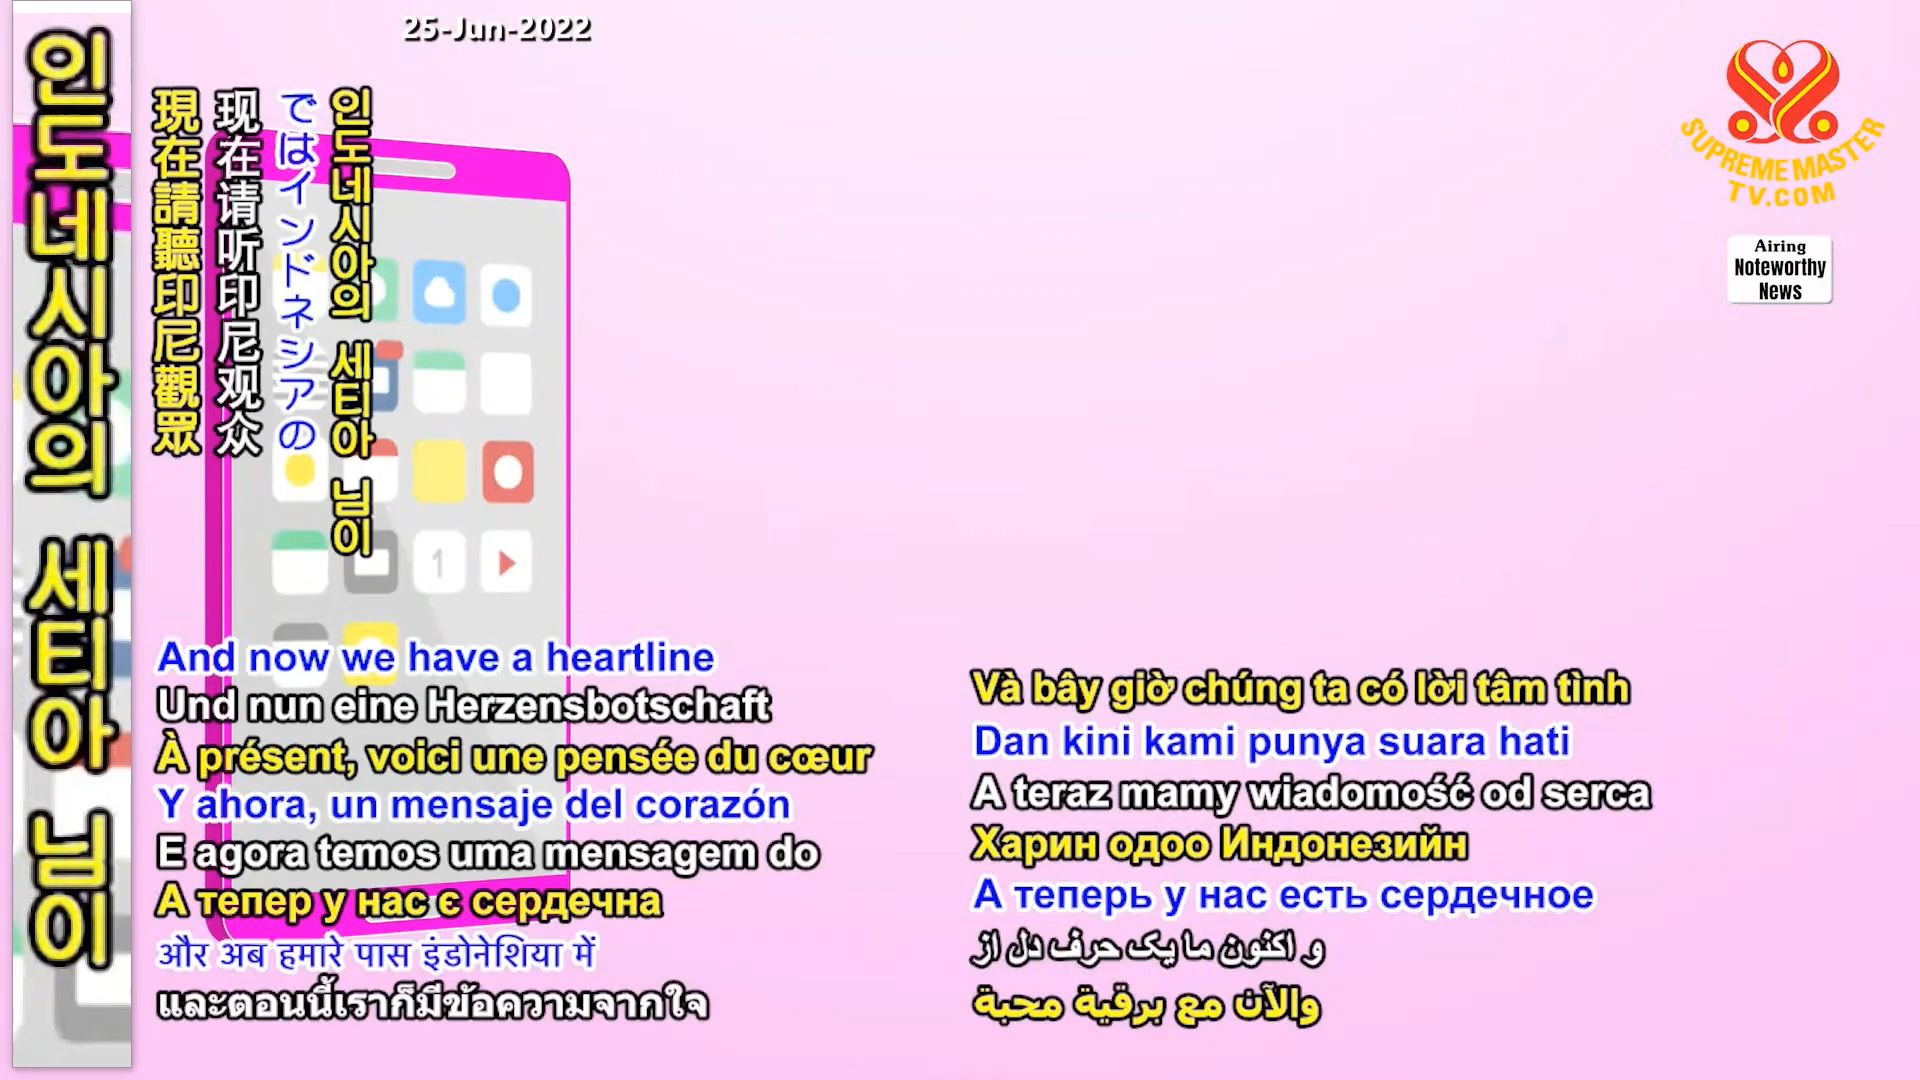 25-Jun-2022
인도네시아의 세티아 님이
現在請聽印尼觀眾
现在请听印尼观众
ではインドネシアの
인도네시아의 세티아 님이
SUPREME MASTER
TV.COM
Airing
Noteworthy
News
1
And now we have a heartline
Und nun eine Herzensbotschaft
À présent, voici une pensée du cœur
Y ahora, un mensaje del corazón
E agora temos uma mensagem do
А тепер у нас є сердечна
और अब हमारे पास इंडोनेशिया में
และตอนนี้เราก็มีข้อความจากใจ
Và bây giờ chúng ta có lời tâm tình
Dan kini kami punya suara hati
A teraz mamy wiadomość od serca
Харин одоо Индонезийн
А теперь у нас есть сердечное
و اکنون ما یک حرف دل از
والآن مع برقية محبة